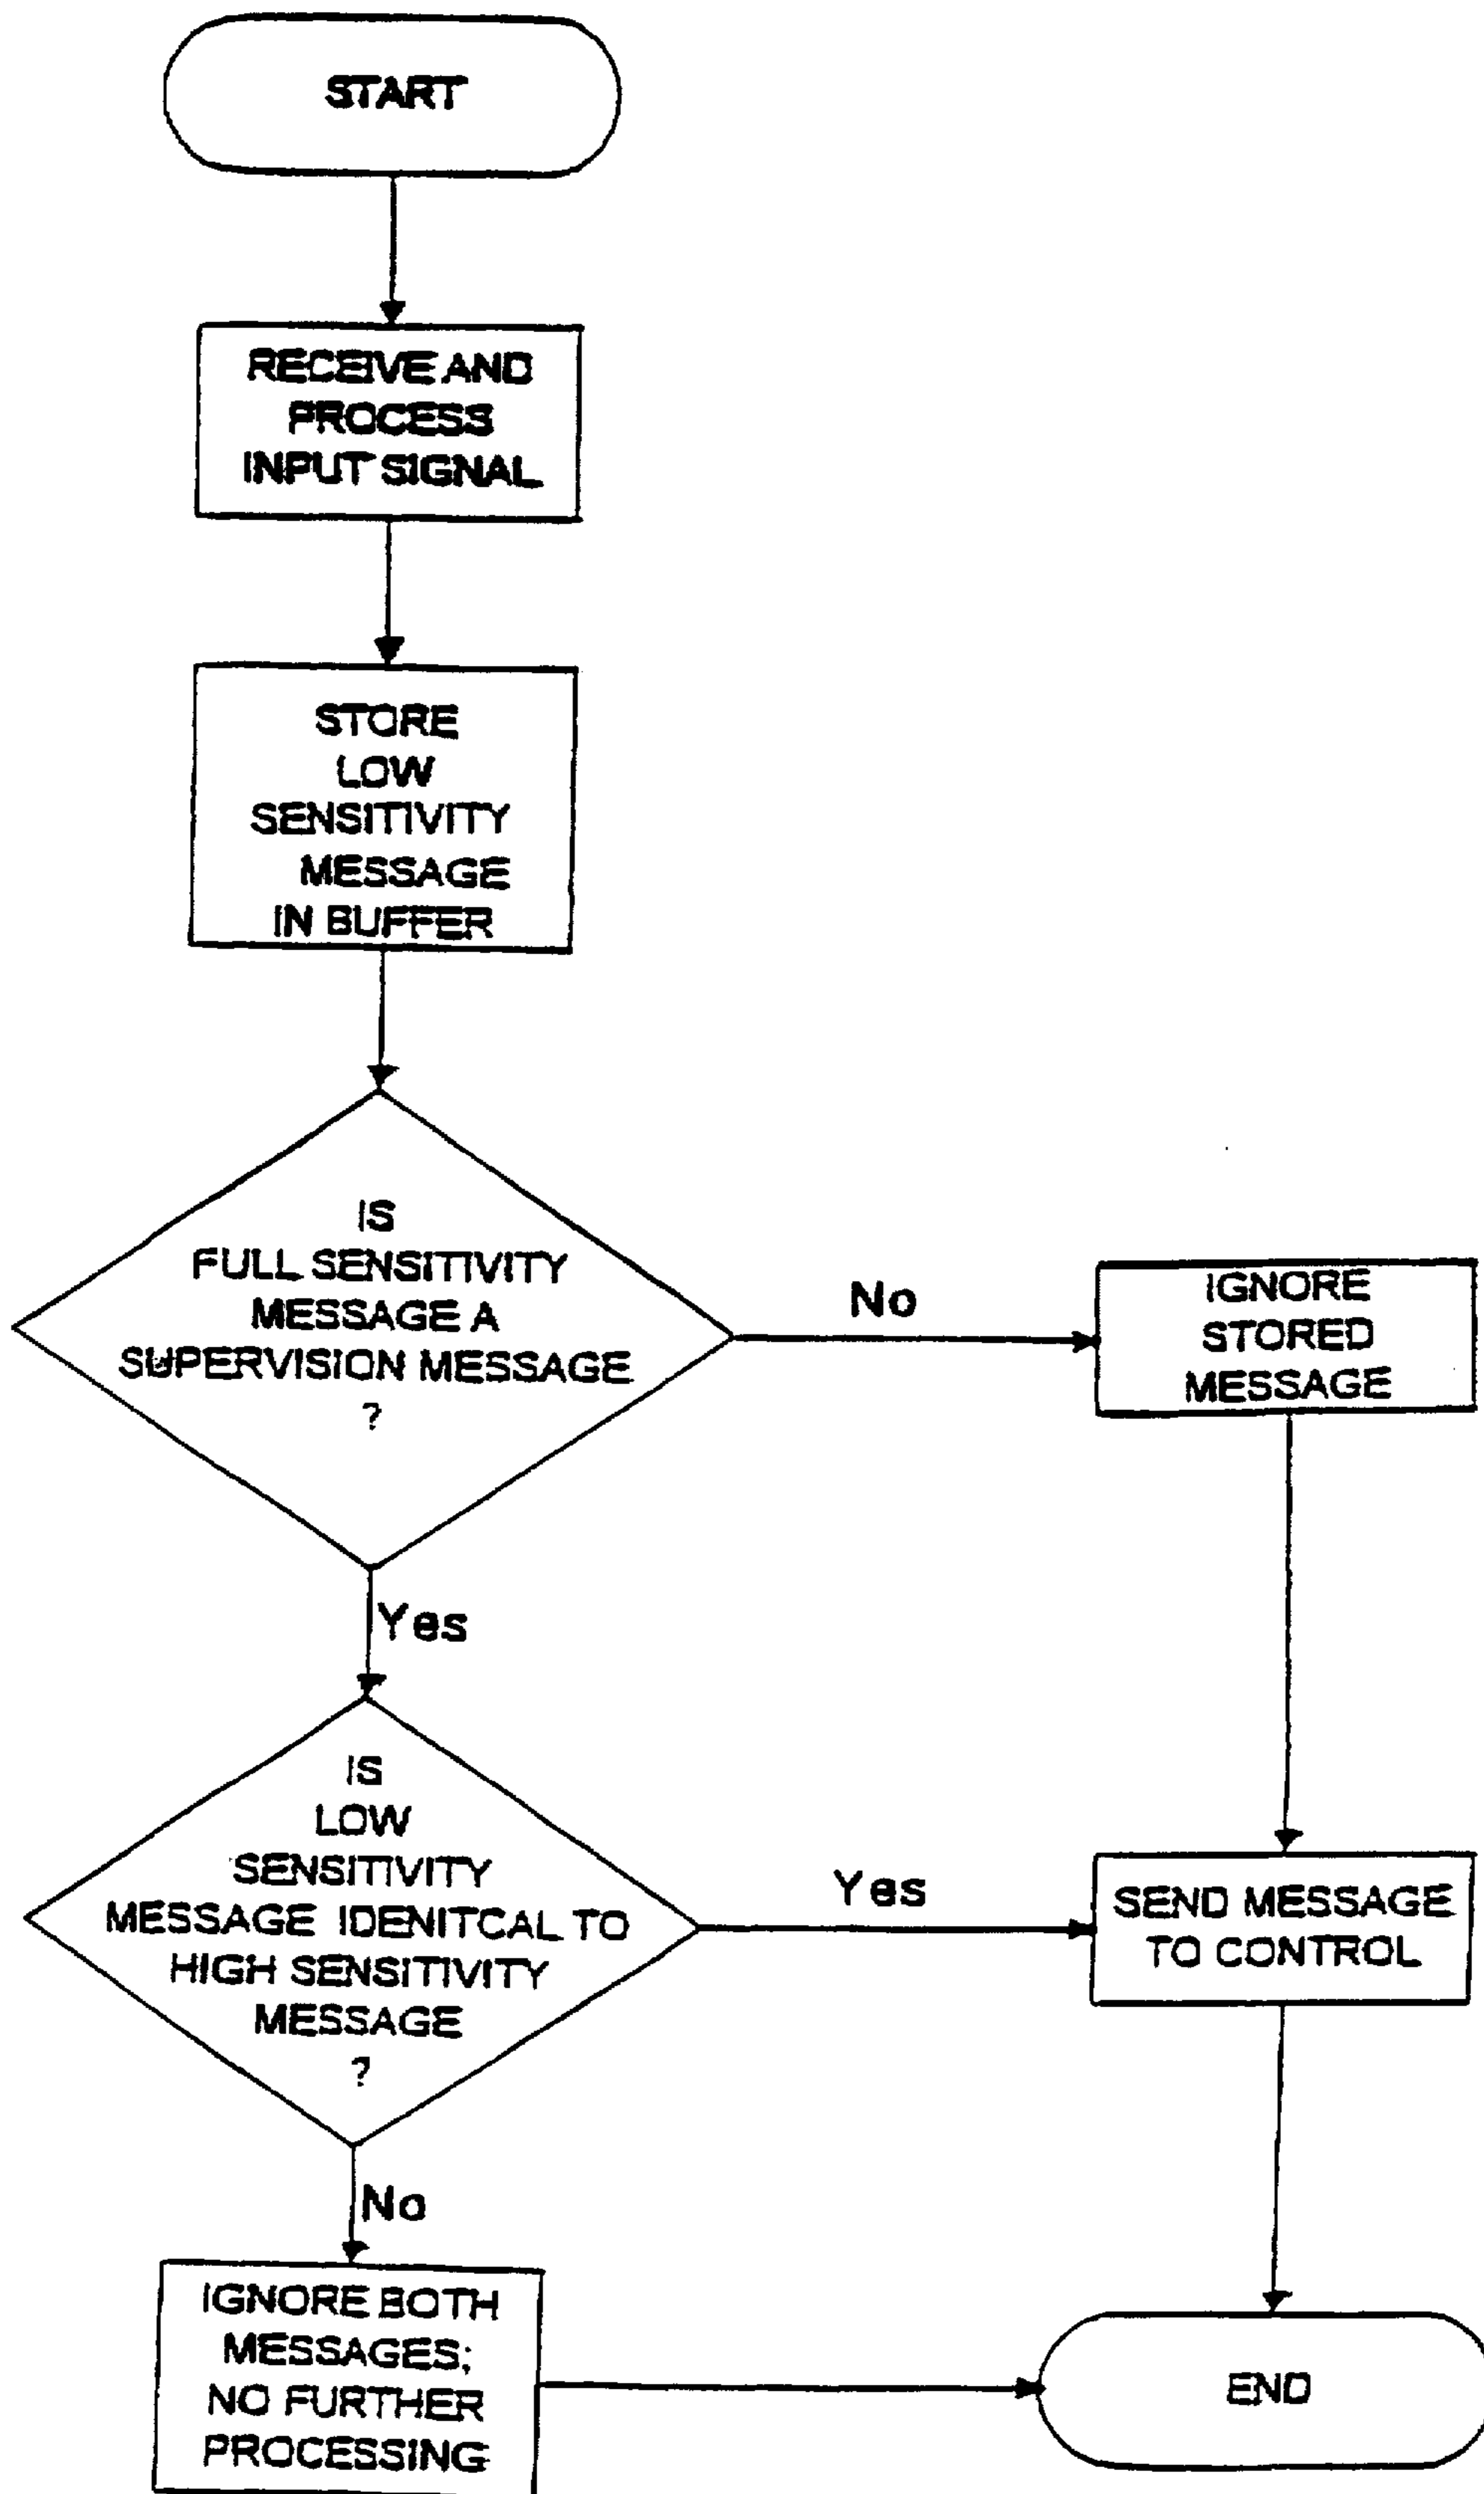 START
RECEIVE AND
PROCESS
INPUT SIGNAL
STORE
LOW
SENSITIVITY
MESSAGE
IN BUFFER
IS
FULL SENSITIVITY
MESSAGE A
SUPERVISION MESSAGE
?
No
IGNORE
STORED
MESSAGE
Yes
IS
LOW
SENSITIVITY
MESSAGE IDENITCAL TO
HIGH SENSITIVITY
MESSAGE
?
Yes
SEND MESSAGE
TO CONTROL
No
IGNORE BOTH
MESSAGES;
NO FURTHER
PROCESSING
END